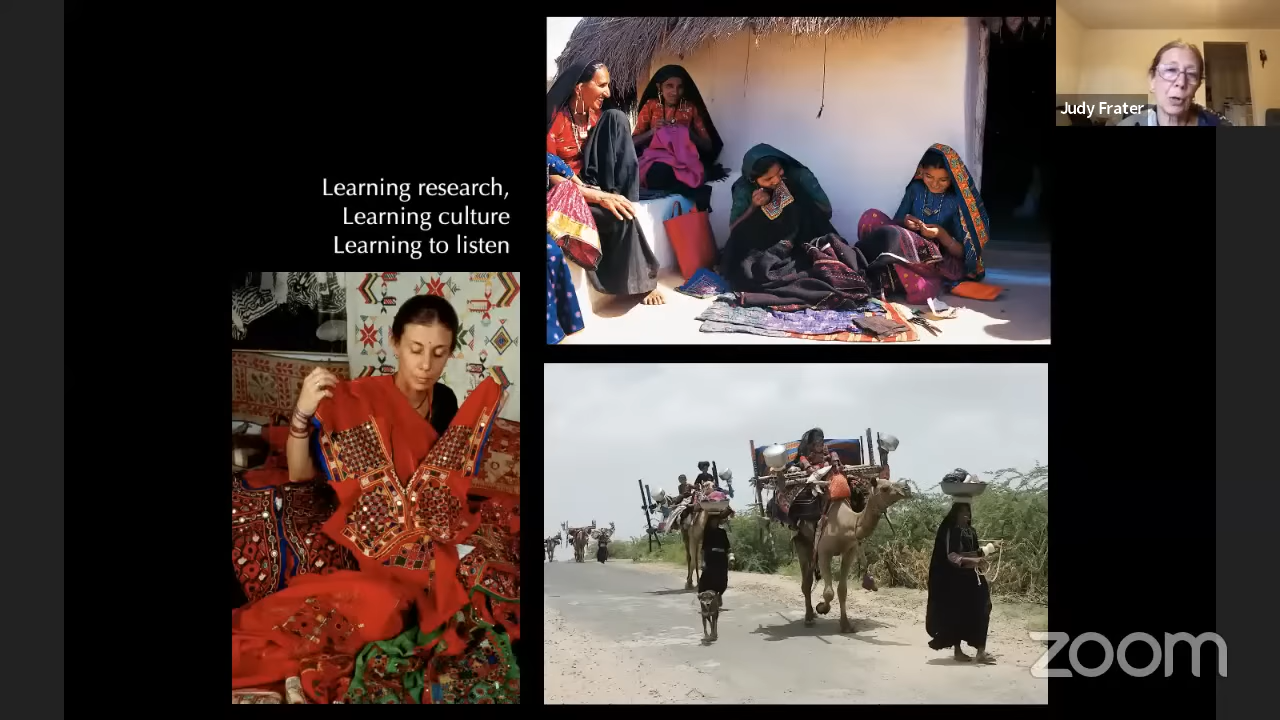 Judy Frater
Learning research,
Learning culture
Learning to listen
zoom